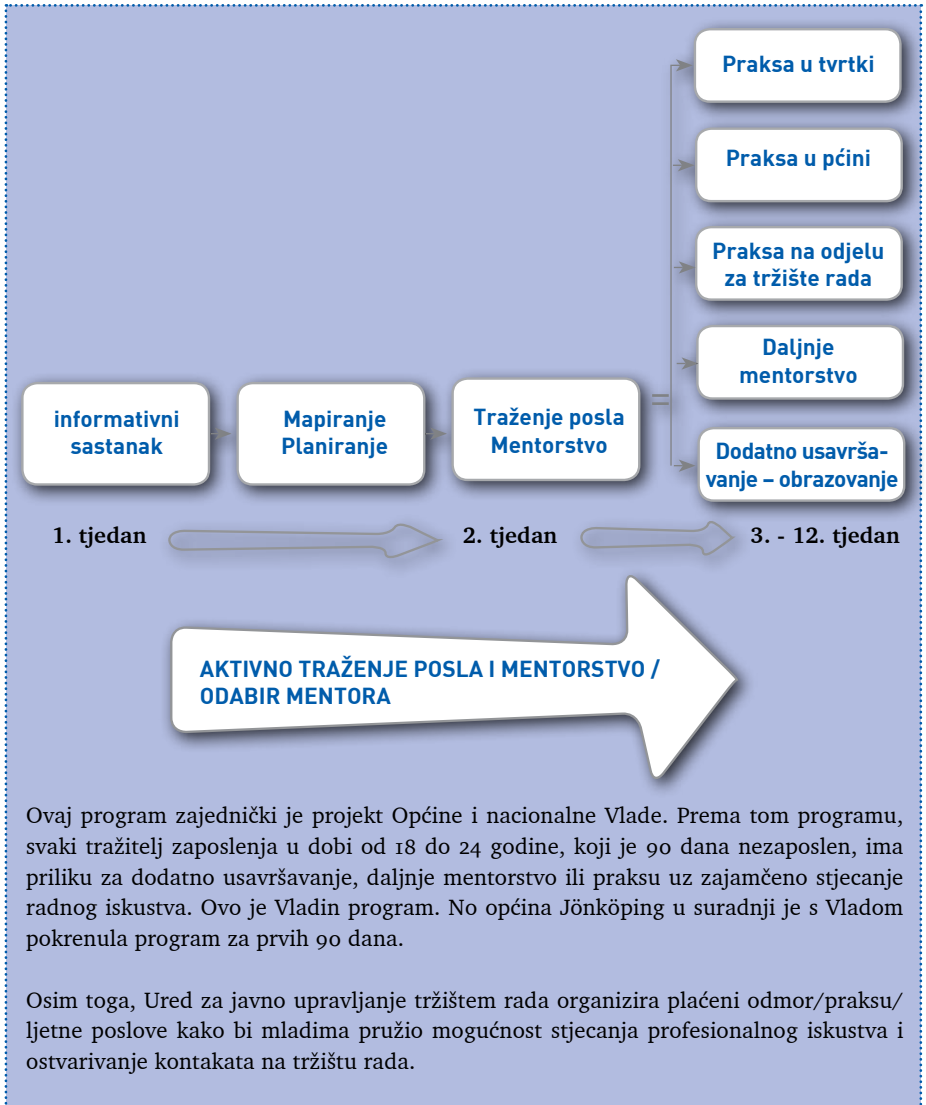 Praksa u tvrtki
Praksa u pćini
Praksa na odjelu
za tržište rada
Daljnje
mentorstvo
Dodatno usavrša-
vanje – obrazovanje
informativni
sastanak
Mapiranje
Planiranje
Traženje posla
Mentorstvo
=
1. tjedan
2. tjedan
3. - 12. tjedan
AKTIVNO TRAŽENJE POSLA I MENTORSTVO /
ODABIR MENTORA
Ovaj program zajednički je projekt Općine i nacionalne Vlade. Prema tom programu,
svaki tražitelj zaposlenja u dobi od 18 do 24 godine, koji je 90 dana nezaposlen, ima
priliku za dodatno usavršavanje, daljnje mentorstvo ili praksu uz zajamčeno stjecanje
radnog iskustva. Ovo je Vladin program. No općina Jönköping u suradnji je s Vladom
pokrenula program za prvih 90 dana.
Osim toga, Ured za javno upravljanje tržištem rada organizira plaćeni odmor/praksu/
ljetne poslove kako bi mladima pružio mogućnost stjecanja profesionalnog iskustva i
ostvarivanje kontakata na tržištu rada.